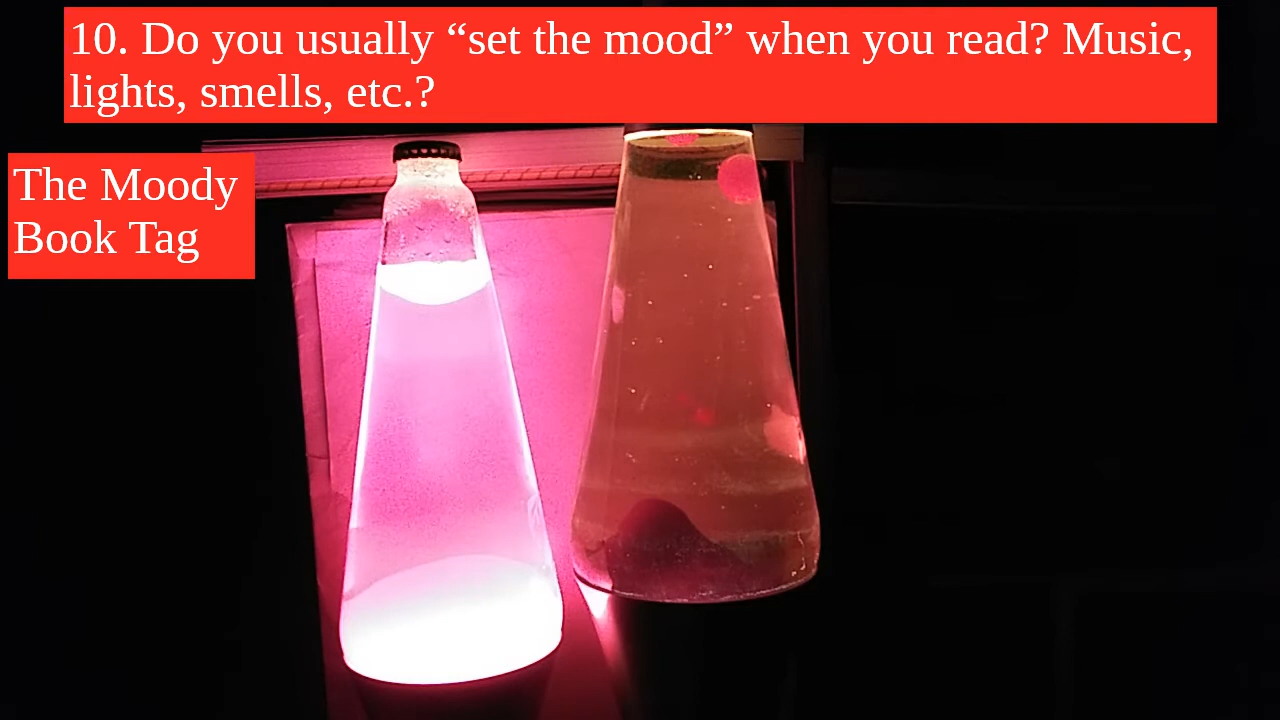 10. Do you usually “set the mood” when you read? Music,
lights, smells, etc.?
The Moody
Book Tag